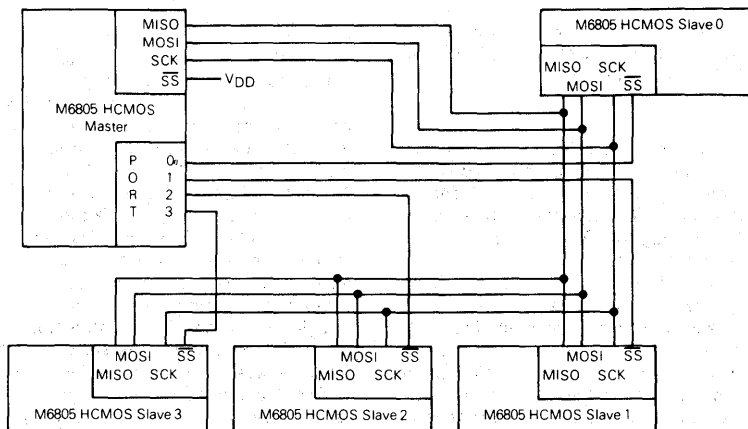 MISO
MOSI
SCK
SS
VDD
M6805 HCMOS
Master
P 0
O 1
R 2
T 3
M6805 HCMOS Slave 0
MISO SCK
MOSI SS
MOSI SS
MISO SCK
M6805 HCMOS Slave 3
MOSI SS
MISO SCK
M6805 HCMOS Slave 2
MOSI SS
MISO SCK
M6805 HCMOS Slave 1